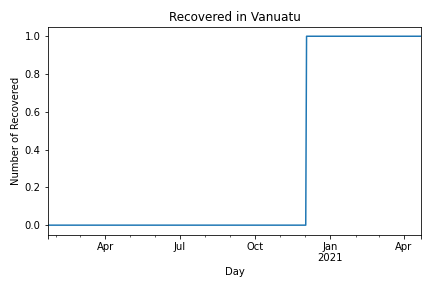 Recovered in Vanuatu
Number of Recovered
1.0
0.8
0.6
0.4
0.2
0.0
Apr
Jul
Oct
Jan
2021
Apr
Day